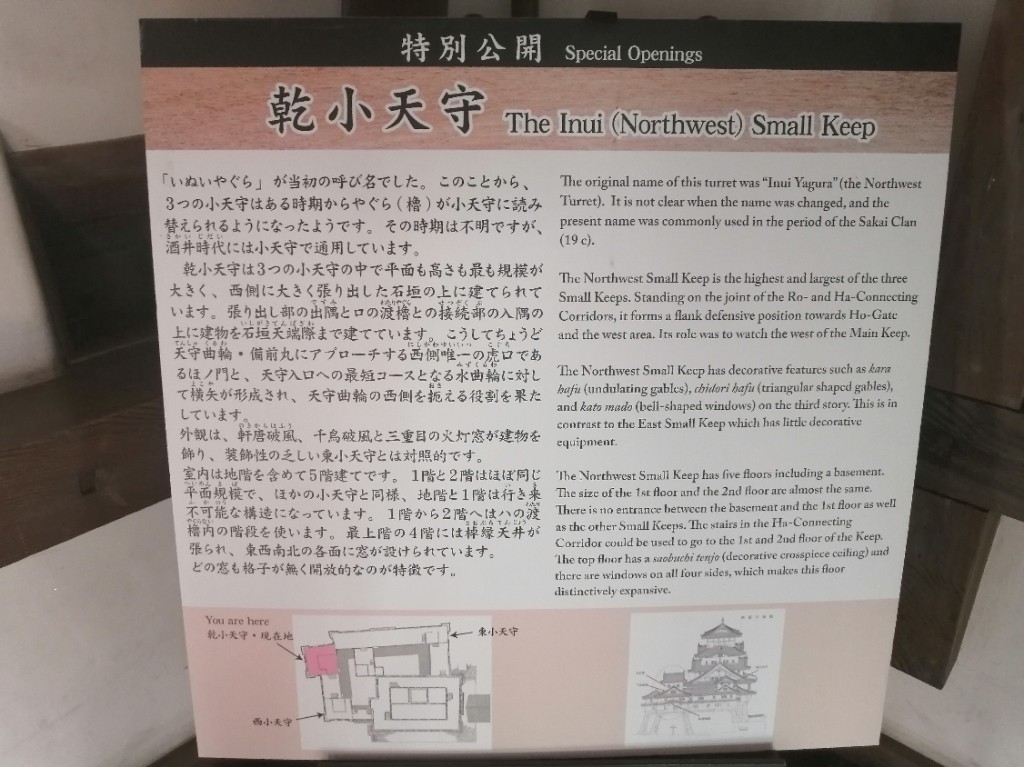 特別公開 Special Openings
乾小天守 The Inui (Northwest) Small Keep
「いぬいやぐら」が当初の呼び名でした。このことから、
3つの小天守はある時期からやぐら(櫓)が小天守に読み
替えられるようになったようです。その時期は不明ですが、
酒井時代には小天守で通用しています。
乾小天守は3つの小天守の中で平面も高さも最も規模が
大きく、西側に大きく張り出した石垣の上に建てられて
います。張り出し部の出隅とロの渡櫓との接続部の入隅の
上に建物を石垣天端際まで建てています。こうしてちょうど
天守曲輪・備前丸にアプローチする西側唯一の虎口であ
るほノ門と、天守入口への最短コースとなる水曲輪に対し
て横矢が形成され、天守曲輪の西側を扼える役割を果た
しています。
外観は、軒唐破風、千鳥破風と三重目の火灯窓が建物を
飾り、装飾性の乏しい東小天守とは対照的です。
室内は地階を含めて5階建てです。1階と2階はほぼ同じ
平面規模で、ほかの小天守と同様、地階と1階は行き来
不可能な構造になっています。1階から2階へはハの渡
櫓内の階段を使います。最上階の4階には棹縁天井が
張られ、東西南北の各面に窓が設けられています。
どの窓も格子が無く開放的なのが特徴です。
The original name of this turret was "Inui Yagura" (the Northwest
Turret). It is not clear when the name was changed, and the
present name was commonly used in the period of the Sakai Clan
(19 c).
The Northwest Small Keep is the highest and largest of the three
Small Keeps. Standing on the joint of the Ro- and Ha-Connecting
Corridors, it forms a flank defensive position towards Ho-Gate
and the west area. Its role was to watch the west of the Main Keep.
The Northwest Small Keep has decorative features such as kara
hafu (undulating gables), chidori hafu (triangular shaped gables),
and kato mado (bell-shaped windows) on the third story. This is in
contrast to the East Small Keep which has little decorative
equipment.
The Northwest Small Keep has five floors including a basement.
The size of the 1st floor and the 2nd floor are almost the same.
There is no entrance between the basement and the 1st floor as well
as the other Small Keeps. The stairs in the Ha-Connecting
Corridor could be used to go to the 1st and 2nd floor of the Keep.
The top floor has a saobuchi tenjo (decorative crosspiece ceiling) and
there are windows on all four sides, which makes this floor
distinctively expansive.
You are here
乾小天守・現在地
東小天守
西小天守